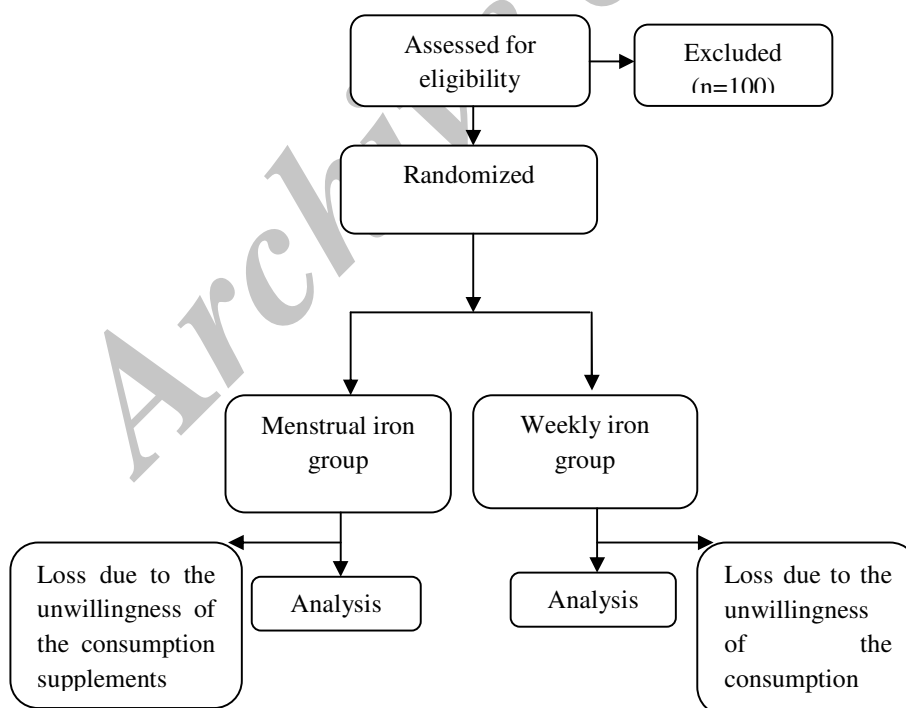 Assessed for
eligibility
Excluded
(n=100)
Randomized
Menstrual iron
group
Weekly iron
group
Loss due to the
unwillingness of
the consumption
supplements
Analysis
Analysis
Loss due to the
unwillingness
of the
consumption